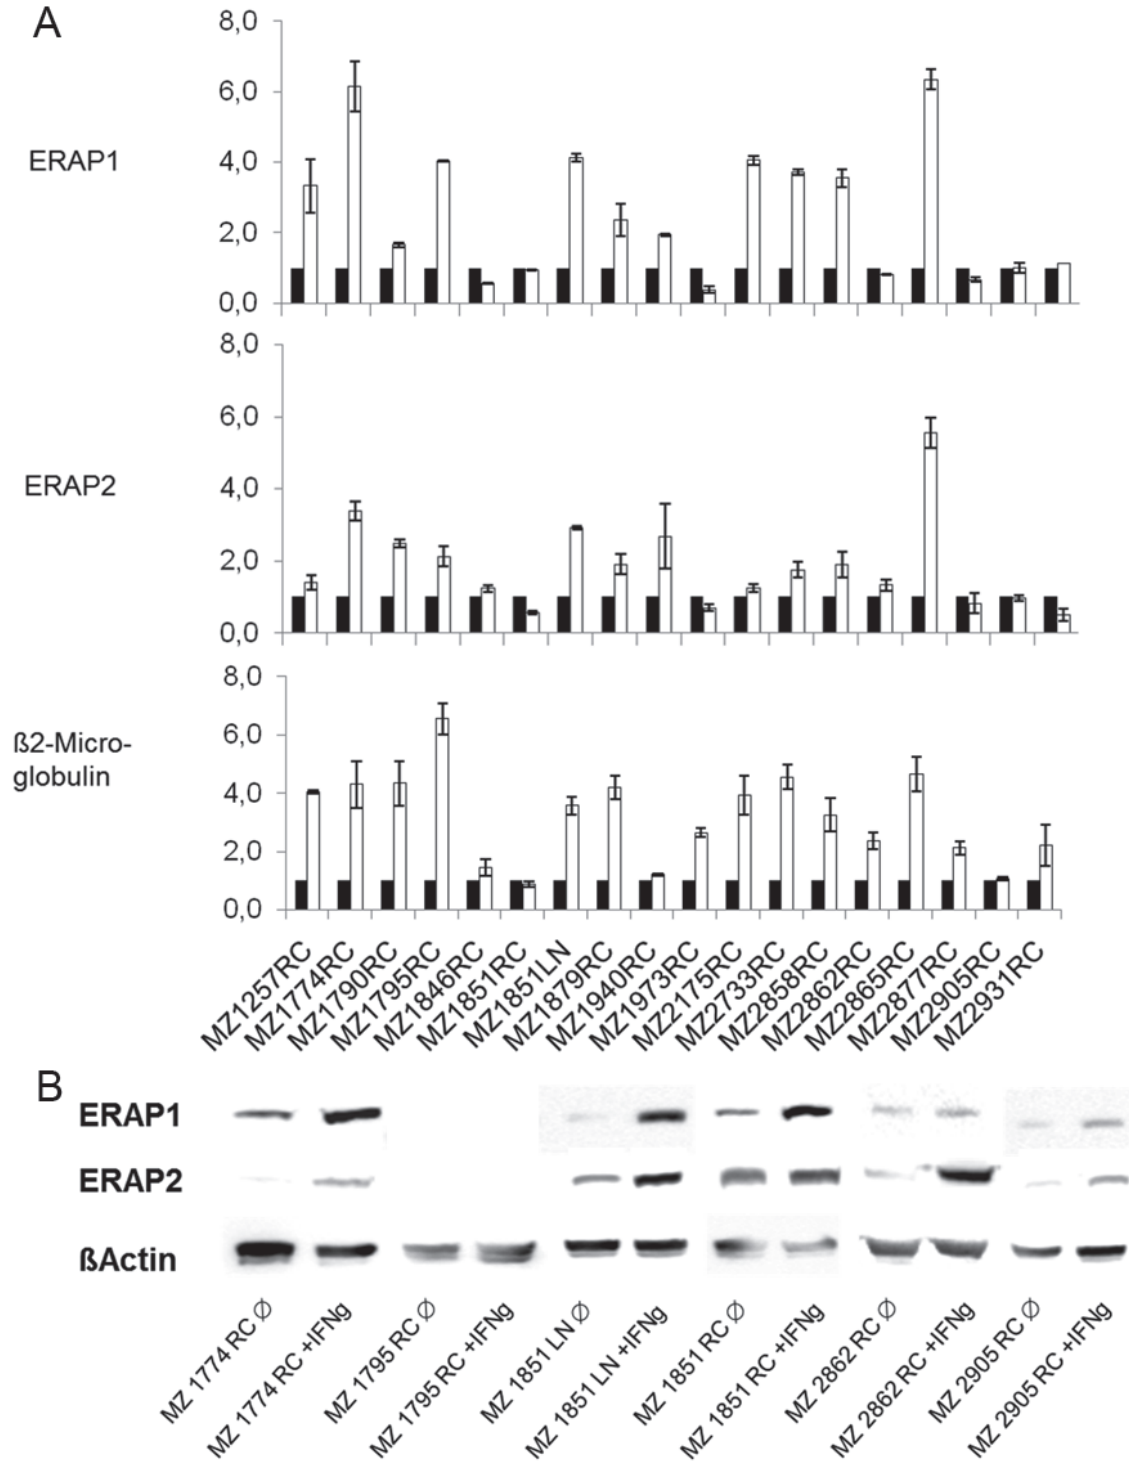 A
8,0
6,0
ERAP1
4,0
2,0
0,0
8,0
6,0
ERAP2
4,0
2,0
0,0
8,0
ß2-Micro-
globulin
6,0
4,0
2,0
0,0
MZ1257RC
MZ1774RC
MZ1790RC
MZ1795RC
MZ1846RC
MZ1851RC
MZ1851LN
MZ1879RC
MZ1940RC
MZ1973RC
MZ2175RC
MZ2733RC
MZ2858RC
MZ2862RC
MZ2865RC
MZ2877RC
MZ2905RC
MZ2931RC
B
ERAP1
ERAP2
ßActin
MZ 1774 RC ∅
MZ 1774 RC +IFNg
MZ 1795 RC ∅
MZ 1795 RC +IFNg
MZ 1851 LN ∅
MZ 1851 LN +IFNg
MZ 1851 RC ∅
MZ 1851 RC +IFNg
MZ 2862 RC ∅
MZ 2862 RC +IFNg
MZ 2905 RC ∅
MZ 2905 RC +IFNg